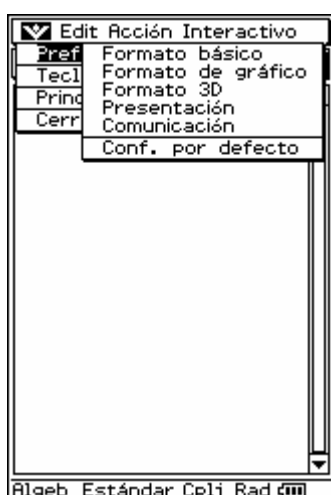 Edit Acción Interactivo
Pref Formato básico
Tecl Formato de gráfico
Formato 3D
Princ Presentación
Comunicación
Cerr
Conf. por defecto
Algeb Estándar Cplj Rad